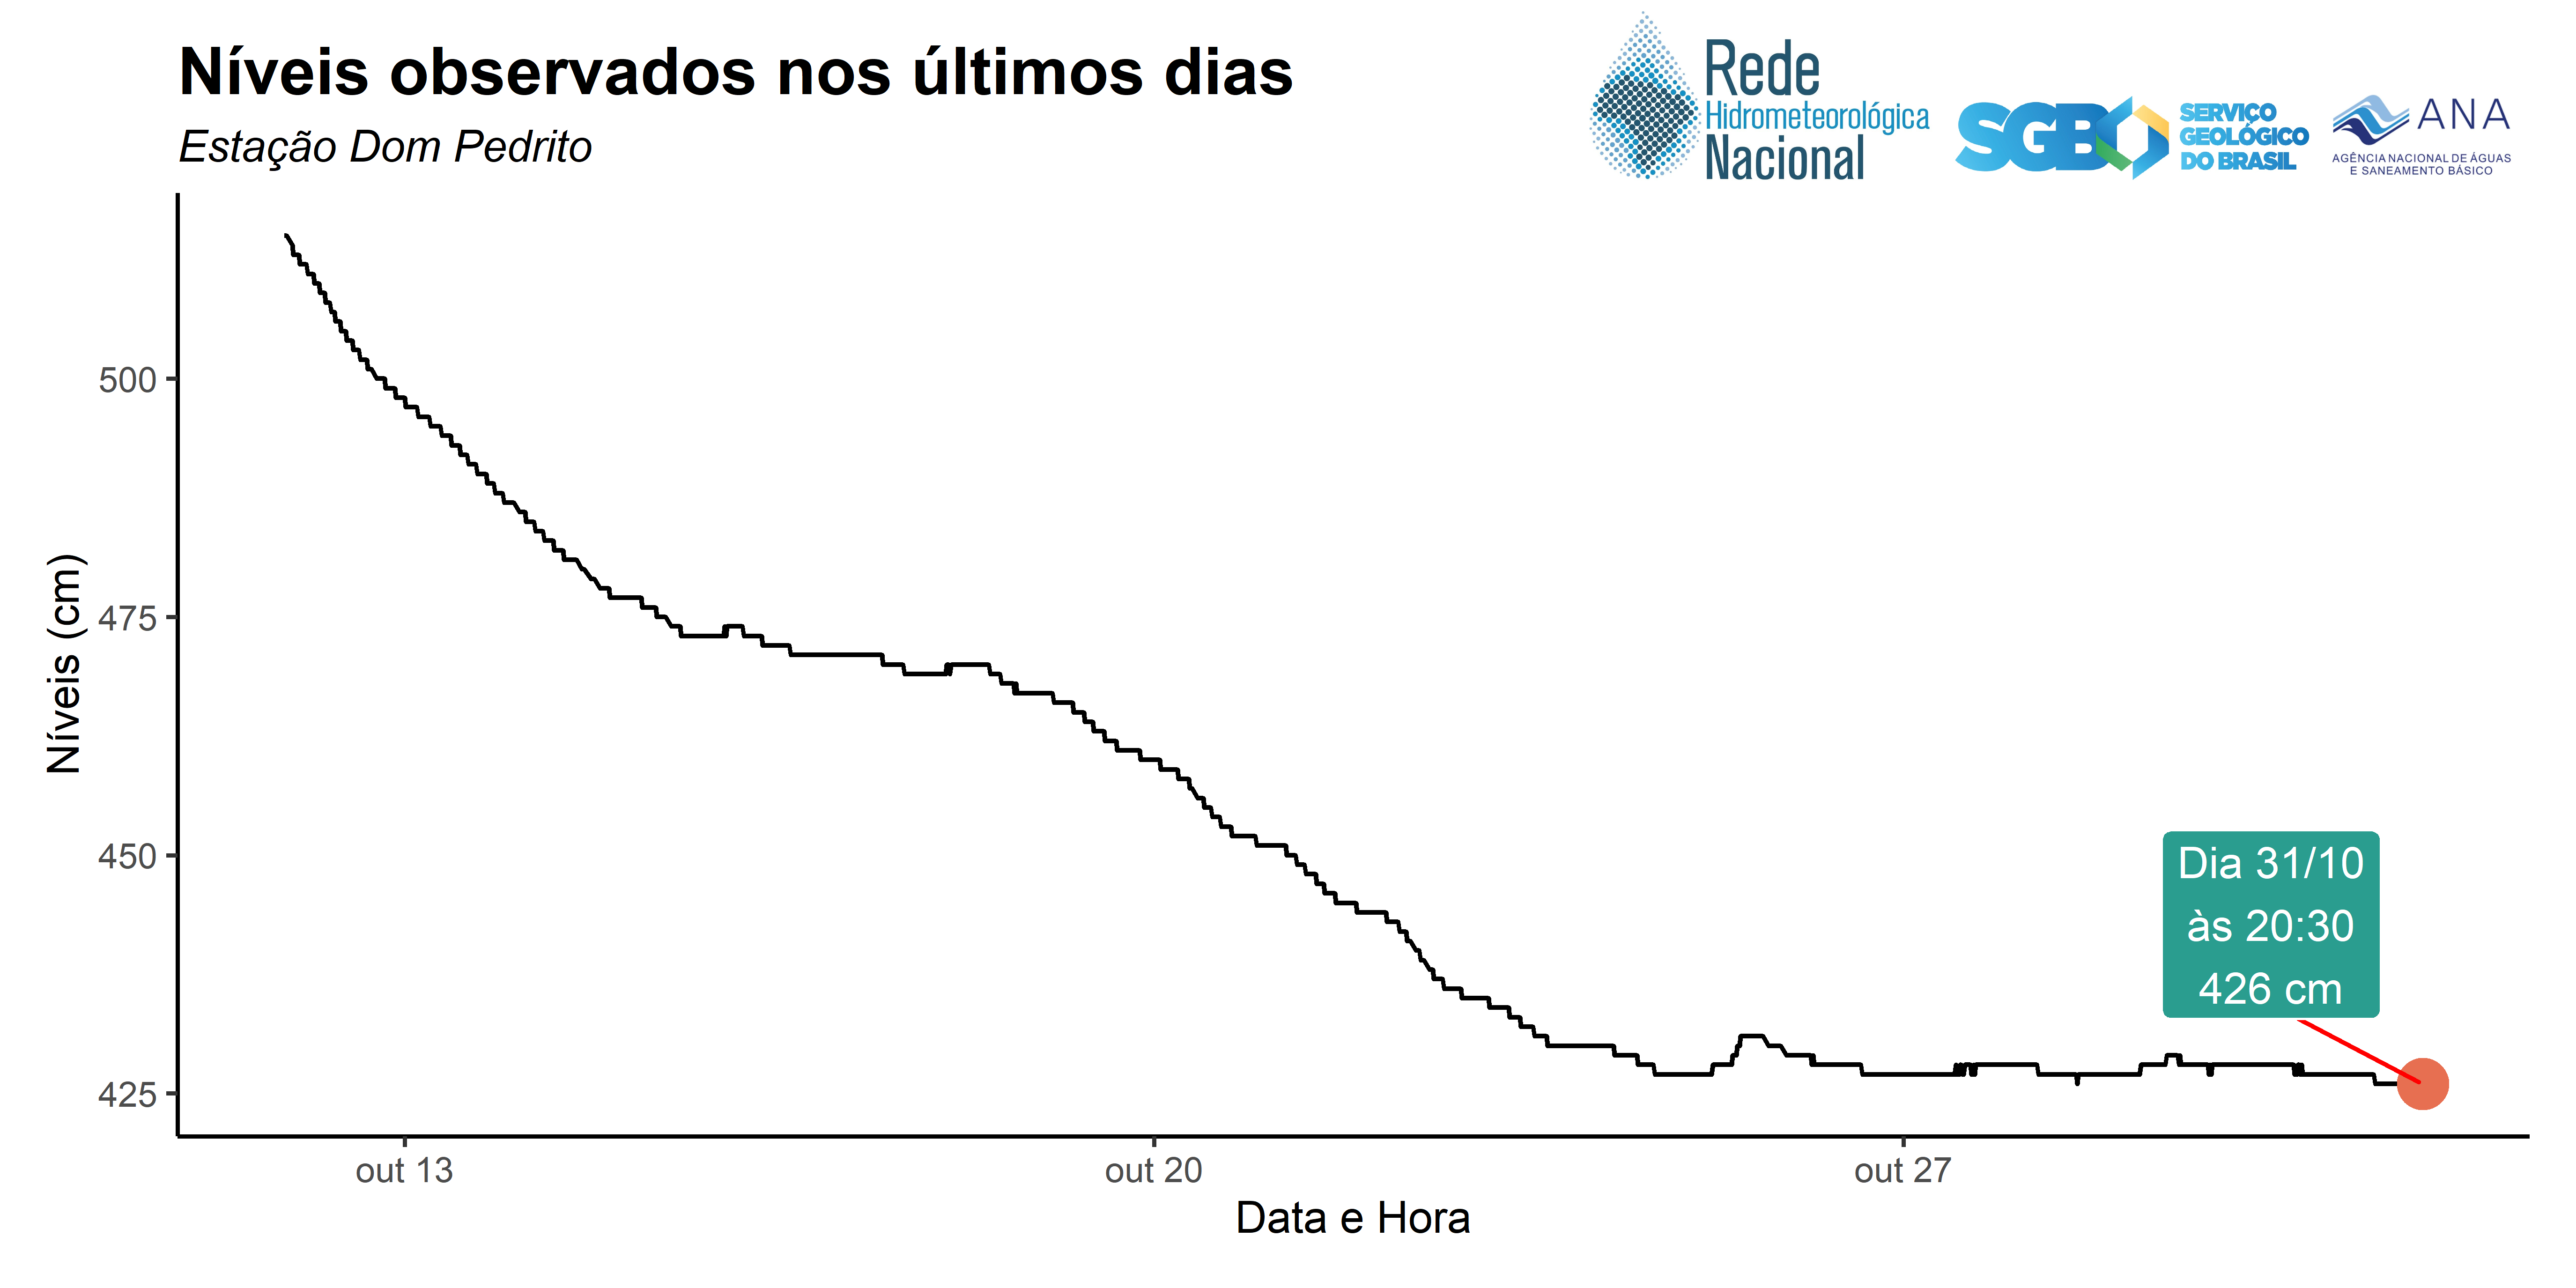 Níveis observados nos últimos dias
Estação Dom Pedrito
Rede
Hidrometeorológica
Nacional
SGB
SERVIÇO
GEOLÓGICO
DO BRASIL
ANA
AGÊNCIA NACIONAL DE ÁGUAS
E SANEAMENTO BÁSICO
Níveis (cm)
500
475
450
425
Dia 31/10
às 20:30
426 cm
out 13
out 20
out 27
Data e Hora